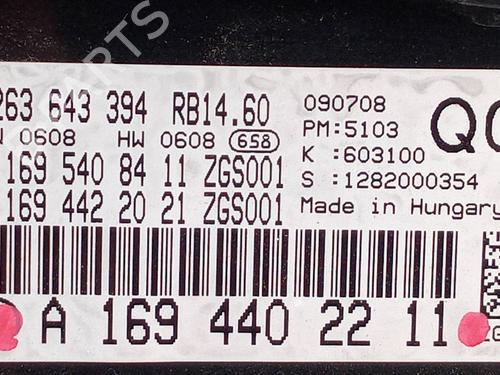 263 643 394 RB14.60
0608 HW 0608 658
169 540 84 11 ZGS001
169 442 20 21 ZGS001
090708
PM:5103
K :603100
S :1282000354
Made in Hungary
A 169 440 22 11